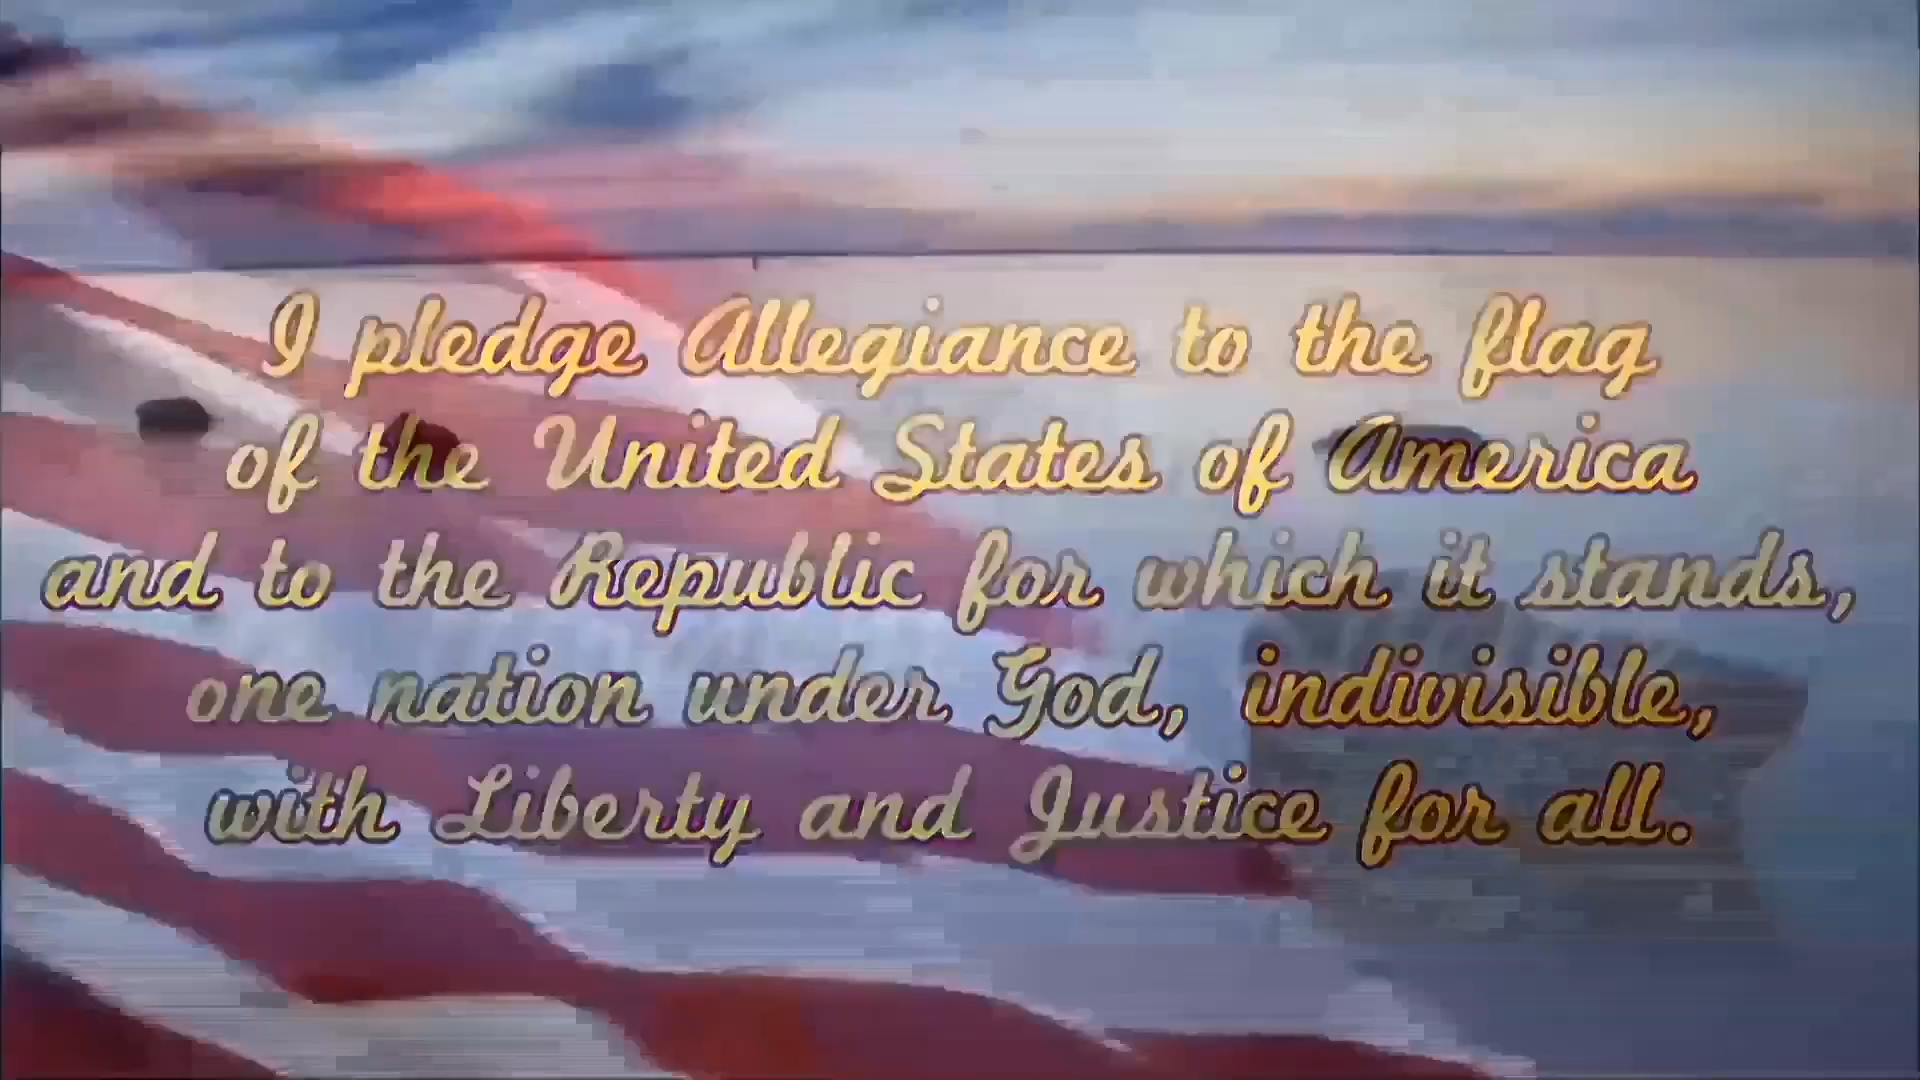 I pledge Allegiance to the flag
of the United States of America
and to the Republic for which it stands,
one nation under God, indivisible,
with Liberty and Justice for all.